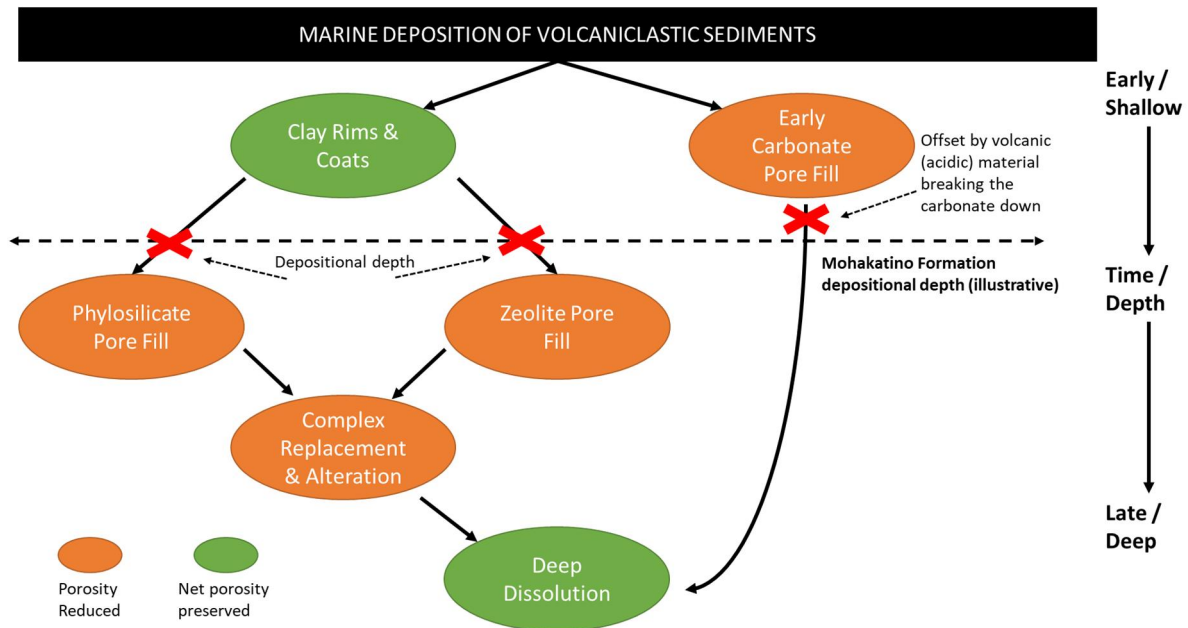 MARINE DEPOSITION OF VOLCANICLASTIC SEDIMENTS
Early /
Shallow
Clay Rims &
Coats
Early
Carbonate
Pore Fill
Offset by volcanic
(acidic) material
breaking the
carbonate down
Depositional depth
Mohakatino Formation
depositional depth (illustrative)
Time /
Depth
Phylosilicate
Pore Fill
Zeolite Pore
Fill
Complex
Replacement
& Alteration
Late /
Deep
Deep
Dissolution
Porosity
Reduced
Net porosity
preserved